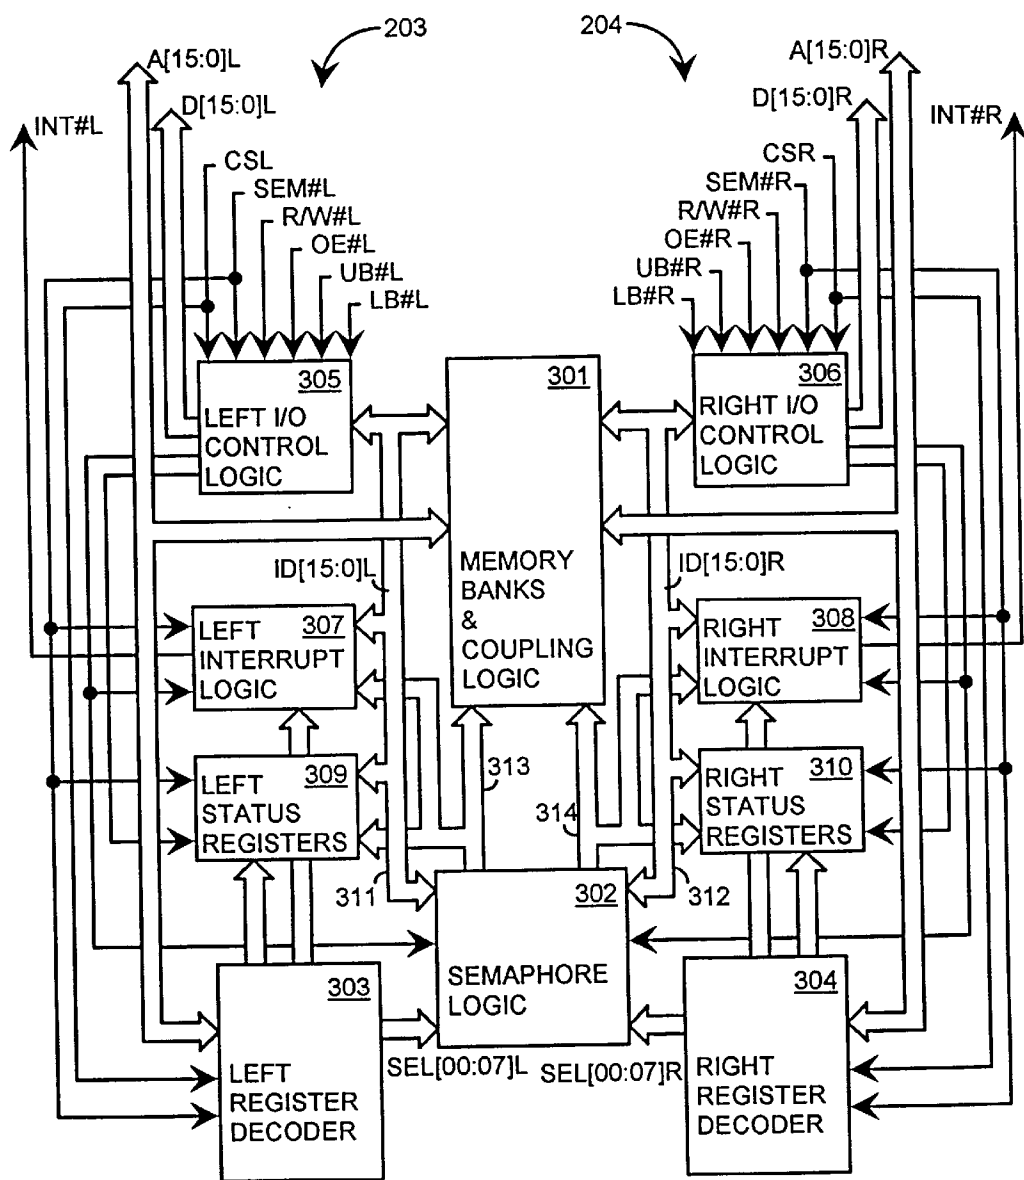 203
204
A[15:0]L
A[15:0]R
D[15:0]L
D[15:0]R
INT#L
INT#R
CSL
CSR
SEM#L
SEM#R
R/W#L
R/W#R
OE#L
OE#R
UB#L
UB#R
LB#L
LB#R
305
LEFT I/O
CONTROL
LOGIC
301
MEMORY
BANKS
&
COUPLING
LOGIC
306
RIGHT I/O
CONTROL
LOGIC
ID[15:0]L
ID[15:0]R
307
LEFT
INTERRUPT
LOGIC
308
RIGHT
INTERRUPT
LOGIC
309
LEFT
STATUS
REGISTERS
313
314
310
RIGHT
STATUS
REGISTERS
311
302
SEMAPHORE
LOGIC
312
303
LEFT
REGISTER
DECODER
SEL[00:07]L
SEL[00:07]R
304
RIGHT
REGISTER
DECODER